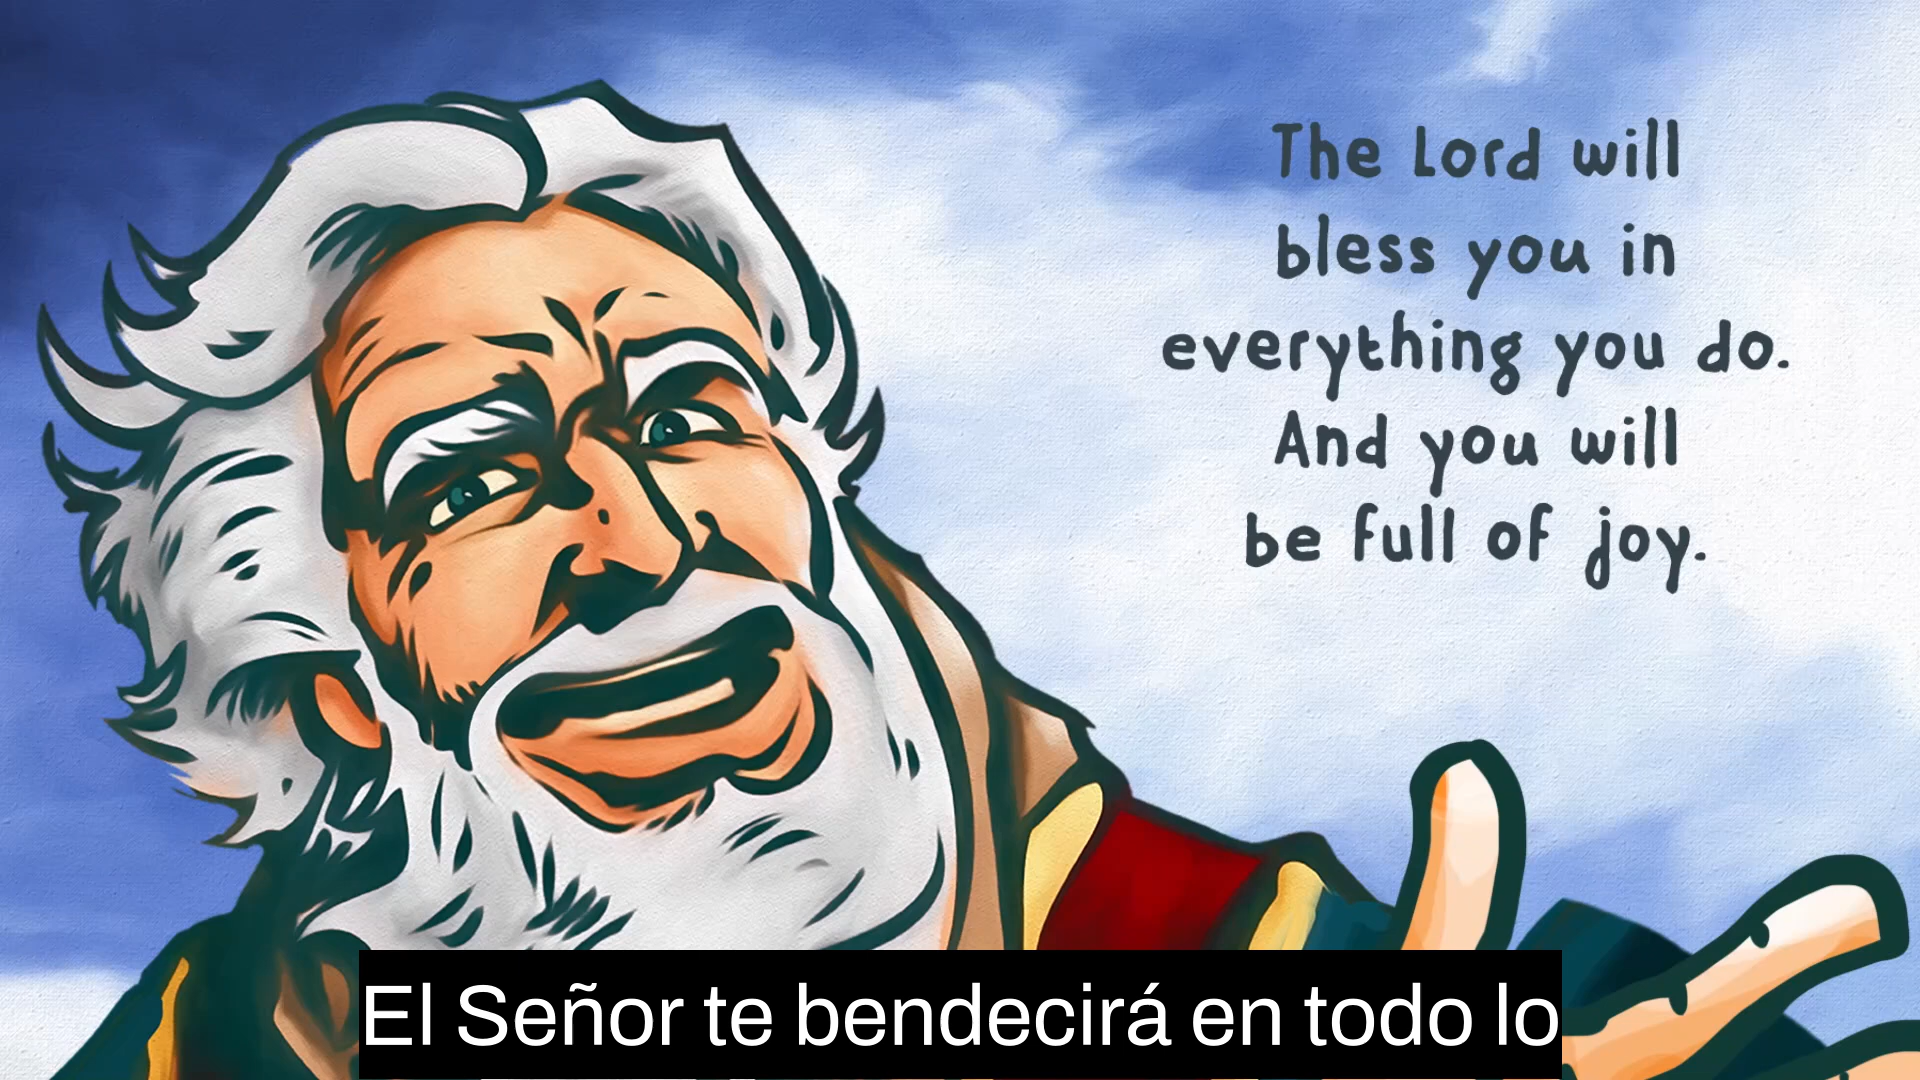 The Lord will
bless you in
everything you do.
And you will
be full of joy.
El Señor te bendecirá en todo lo